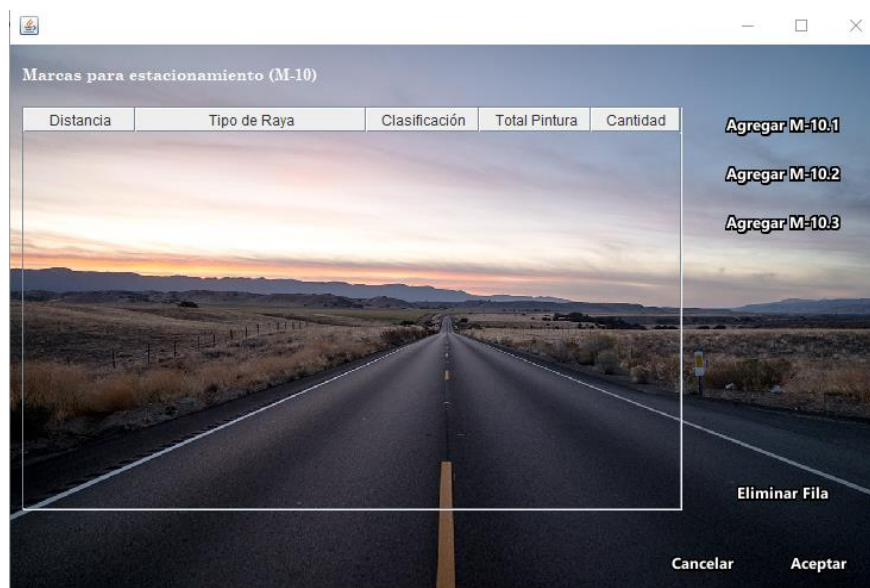 Marcas para estacionamiento (M-10)
Distancia Tipo de Raya Clasificación Total Pintura Cantidad
Agregar M-10.1
Agregar M-10.2
Agregar M-10.3
Eliminar Fila
Cancelar Aceptar